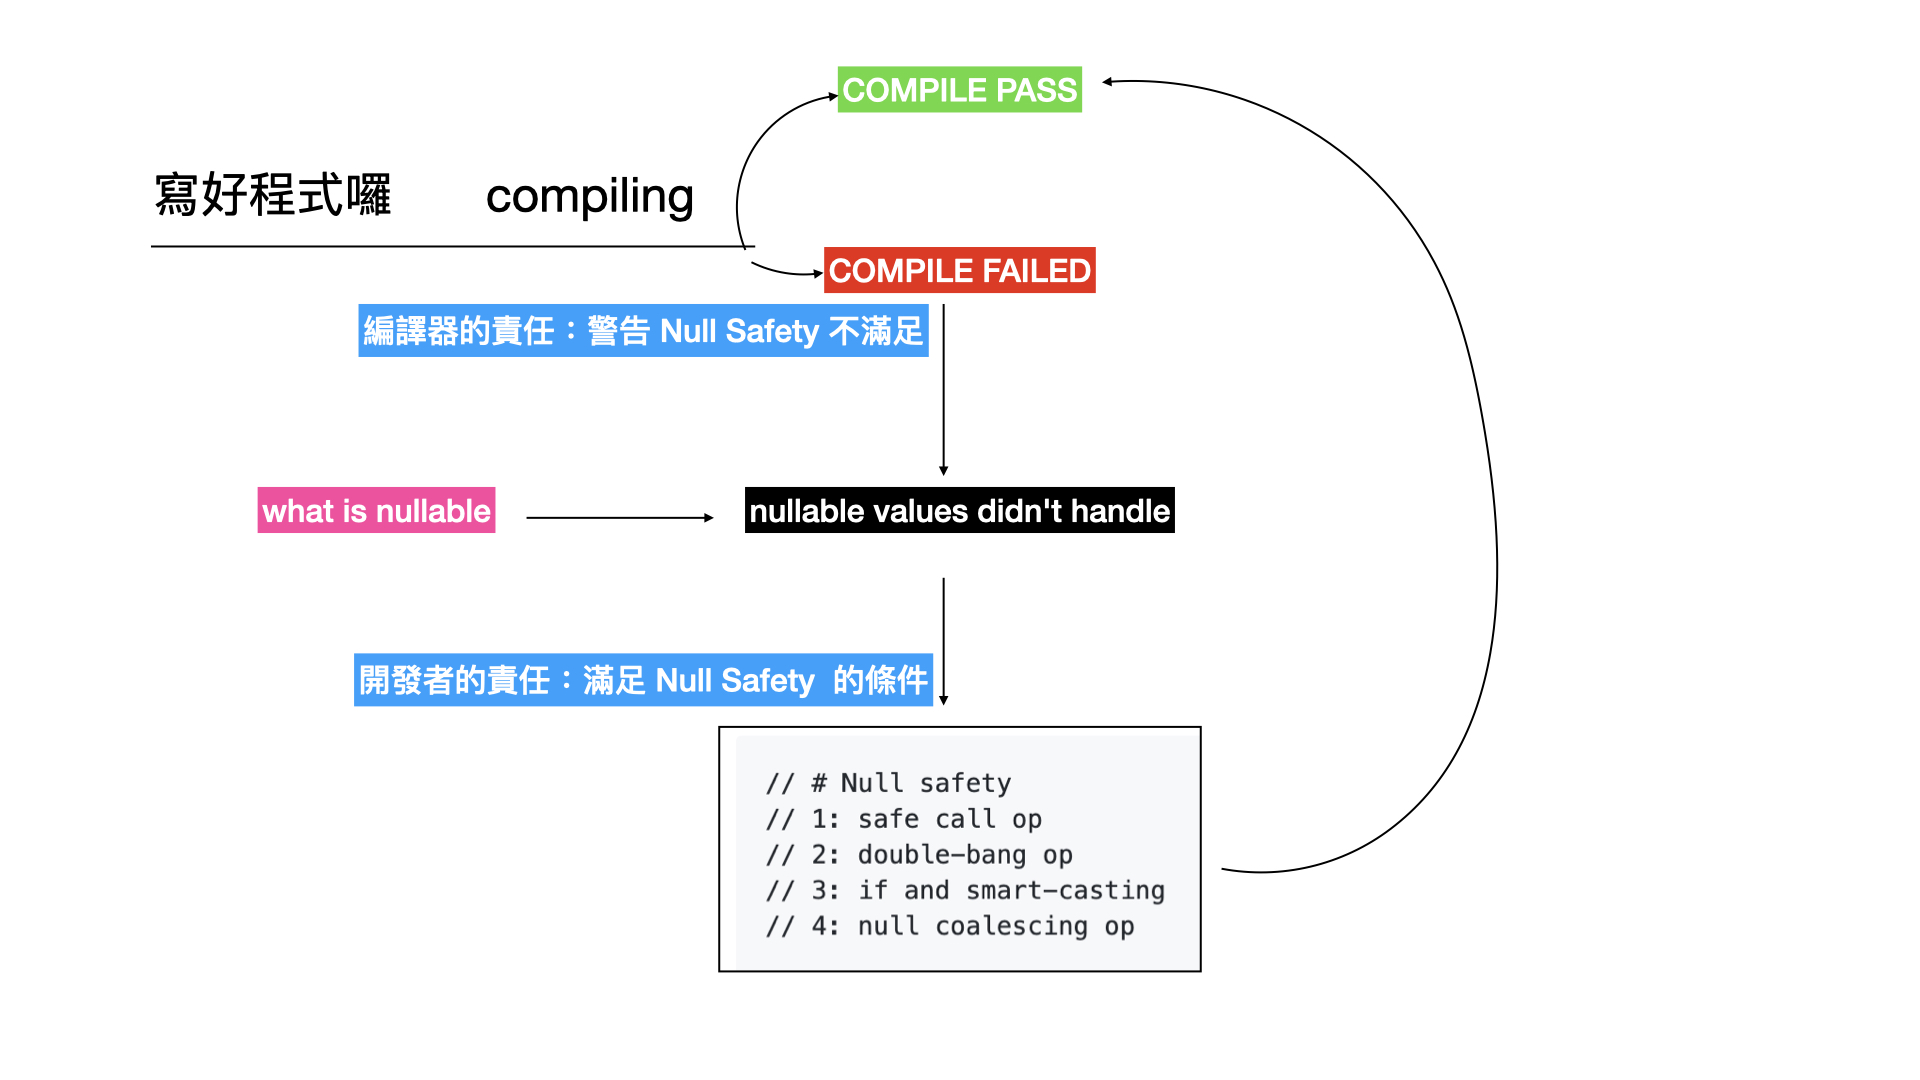 COMPILE PASS
寫好程式囉 compiling
COMPILE FAILED
編譯器的責任：警告 Null Safety 不滿足
what is nullable
nullable values didn't handle
開發者的責任：滿足 Null Safety 的條件
// # Null safety
// 1: safe call op
// 2: double-bang op
// 3: if and smart-casting
// 4: null coalescing op